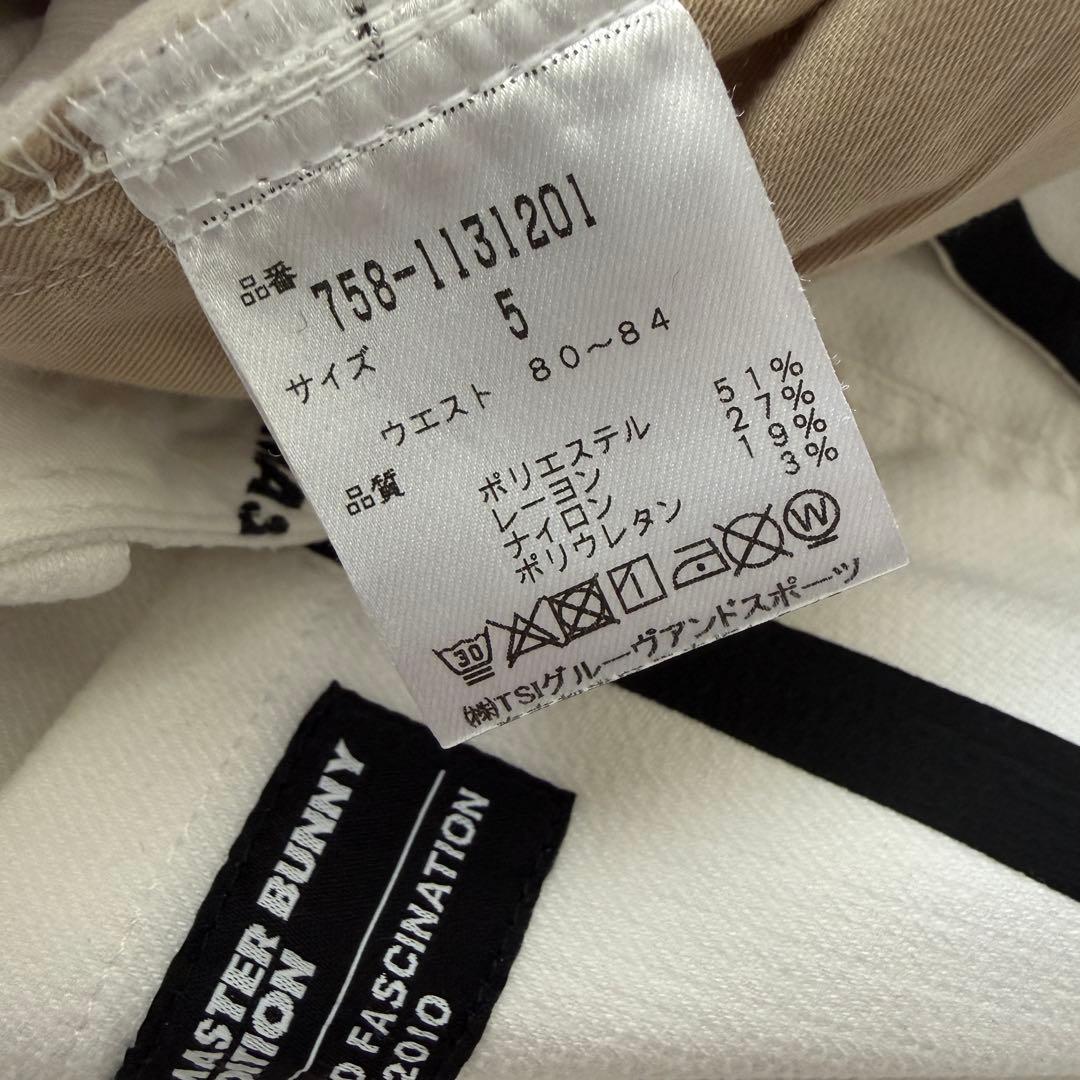 品番 758-1131201
サイズ 5
ウエスト 80～84
品質 ポリエステル 51%
レーヨン 27%
ナイロン 19%
ポリウレタン 3%
30 W
㈱TSIグルーヴアンドスポーツ
MASTER BUNNY
EDITION
FASCINATION
2010